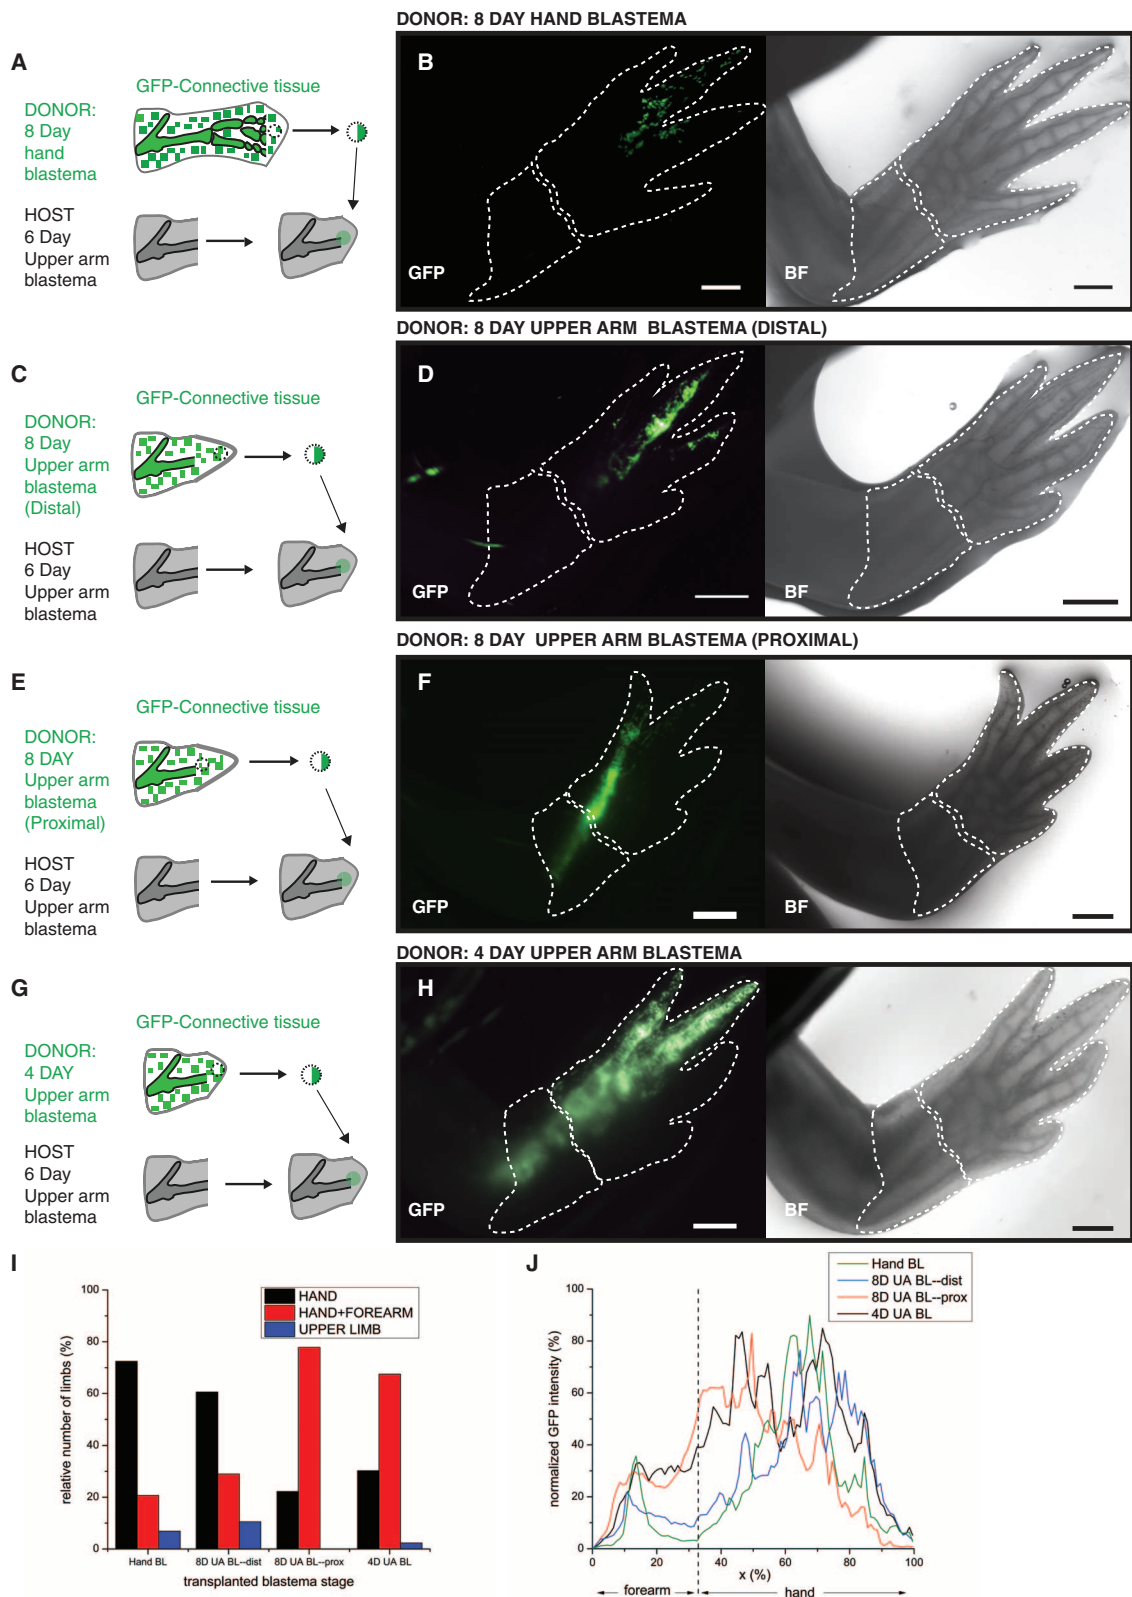 DONOR: 8 DAY HAND BLASTEMA
A
GFP-Connective tissue
DONOR:
8 Day
hand
blastema
HOST
6 Day
Upper arm
blastema
B
GFP
BF
DONOR: 8 DAY UPPER ARM BLASTEMA (DISTAL)
C
GFP-Connective tissue
DONOR:
8 Day
Upper arm
blastema
(Distal)
HOST
6 Day
Upper arm
blastema
D
GFP
BF
DONOR: 8 DAY UPPER ARM BLASTEMA (PROXIMAL)
E
GFP-Connective tissue
DONOR:
8 DAY
Upper arm
blastema
(Proximal)
HOST
6 Day
Upper arm
blastema
F
GFP
BF
DONOR: 4 DAY UPPER ARM BLASTEMA
G
GFP-Connective tissue
DONOR:
4 DAY
Upper arm
blastema
HOST
6 Day
Upper arm
blastema
H
GFP
BF
I
HAND
HAND+FOREARM
UPPER LIMB
relative number of limbs (%)
100
80
60
40
20
0
Hand BL
8D UA BL--dist
8D UA BL--prox
4D UA BL
transplanted blastema stage
J
Hand BL
8D UA BL--dist
8D UA BL--prox
4D UA BL
normalized GFP intensity (%)
100
80
60
40
20
0
0 20 40 60 80 100
x (%)
forearm
hand